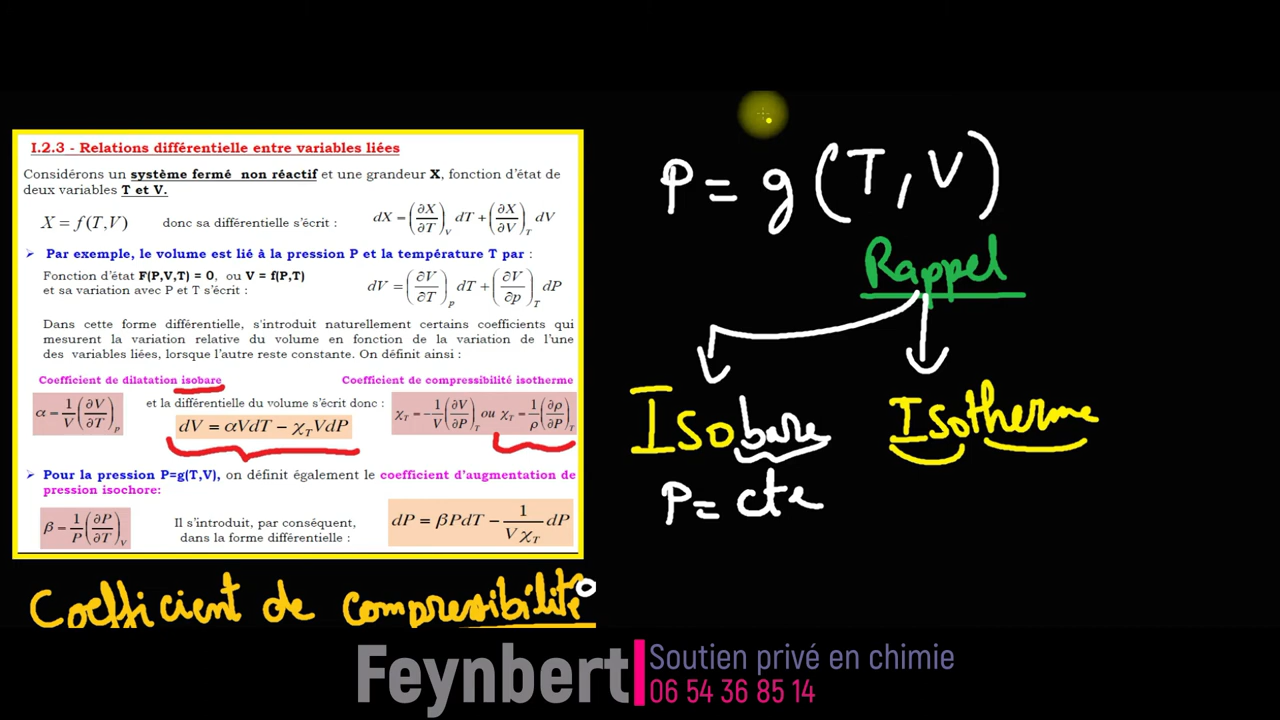 I.2.3 - Relations différentielle entre variables liées
Considérons un système fermé non réactif et une grandeur X, fonction d'état de
deux variables T et V.
X = f(T,V) donc sa différentielle s'écrit : dX = (∂X/∂T)_V dT + (∂X/∂V)_T dV
➢ Par exemple, le volume est lié à la pression P et la température T par :
Fonction d'état F(P,V,T) = 0, ou V = f(P,T)
et sa variation avec P et T s'écrit : dV = (∂V/∂T)_p dT + (∂V/∂p)_T dP
Dans cette forme différentielle, s'introduit naturellement certains coefficients qui
mesurent la variation relative du volume en fonction de la variation de l'une
des variables liées, lorsque l'autre reste constante. On définit ainsi :
Coefficient de dilatation isobare Coefficient de compressibilité isotherme
α = 1/V (∂V/∂T)_p et la différentielle du volume s'écrit donc : χ_T = -1/V (∂V/∂P)_T ou χ_T = 1/ρ (∂ρ/∂P)_T
dV = αVdT − χ_T VdP
➢ Pour la pression P=g(T,V), on définit également le coefficient d'augmentation de
pression isochore:
β = 1/P (∂P/∂T)_V Il s'introduit, par conséquent,
dans la forme différentielle : dP = βPdT − 1/(Vχ_T) dP
Coefficient de compressibilité
P = g(T,V)
Rappel
Isobare Isotherme
P = cte
Feynbert
Soutien privé en chimie
06 54 36 85 14